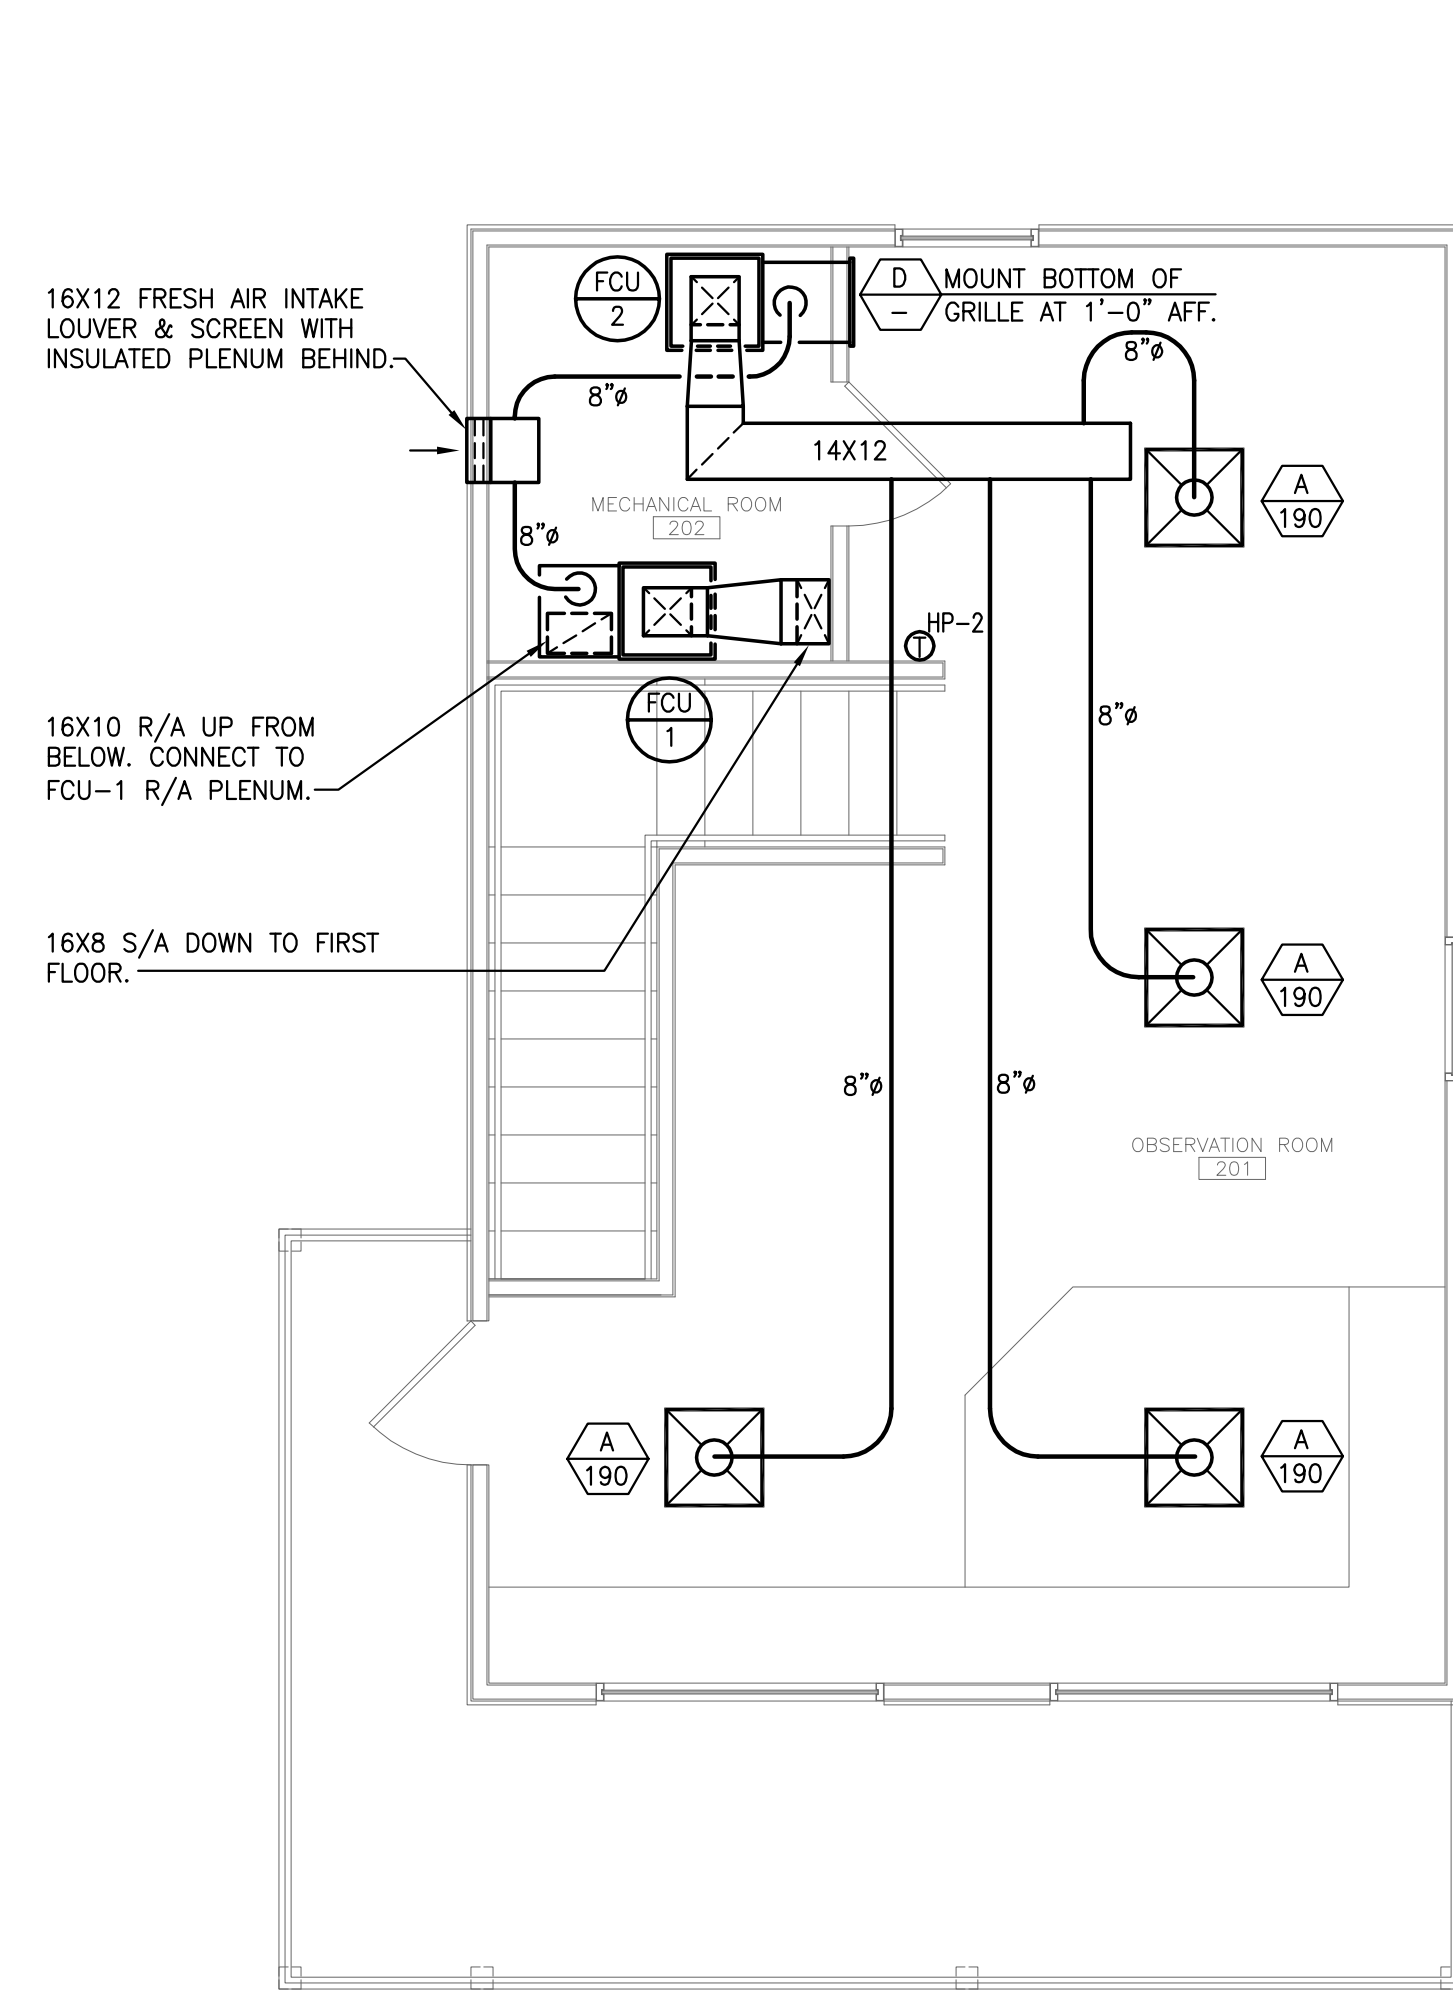 FCU
2
D
-
MOUNT BOTTOM OF
GRILLE AT 1'-0" AFF.
16X12 FRESH AIR INTAKE
LOUVER & SCREEN WITH
INSULATED PLENUM BEHIND.
8"ø
8"ø
14X12
A
190
MECHANICAL ROOM
202
8"ø
HP-2
T
FCU
1
16X10 R/A UP FROM
BELOW. CONNECT TO
FCU-1 R/A PLENUM.
8"ø
16X8 S/A DOWN TO FIRST
FLOOR.
A
190
8"ø
8"ø
OBSERVATION ROOM
201
A
190
A
190